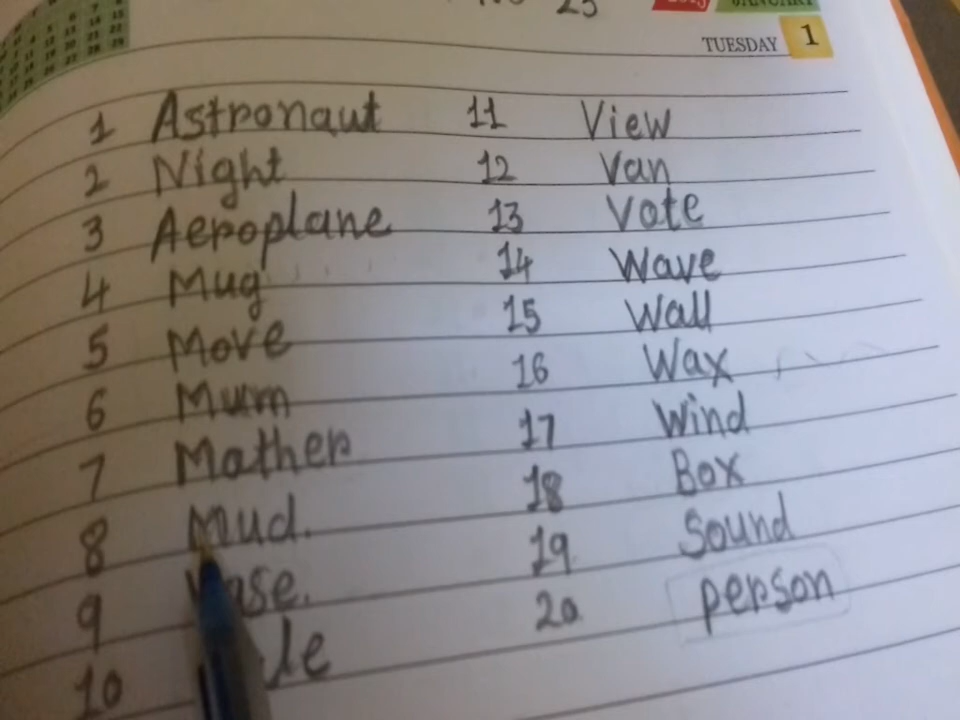 TUESDAY 1
1 Astronaut 11 View
2 Night 12 Van
3 Aeroplane 13 Vote
4 Mug 14 Wave
5 Move 15 Wall
6 Mum 16 Wax
7 Mather 17 Wind
8 Mud. 18 Box
9 19 Sound
10 20 person